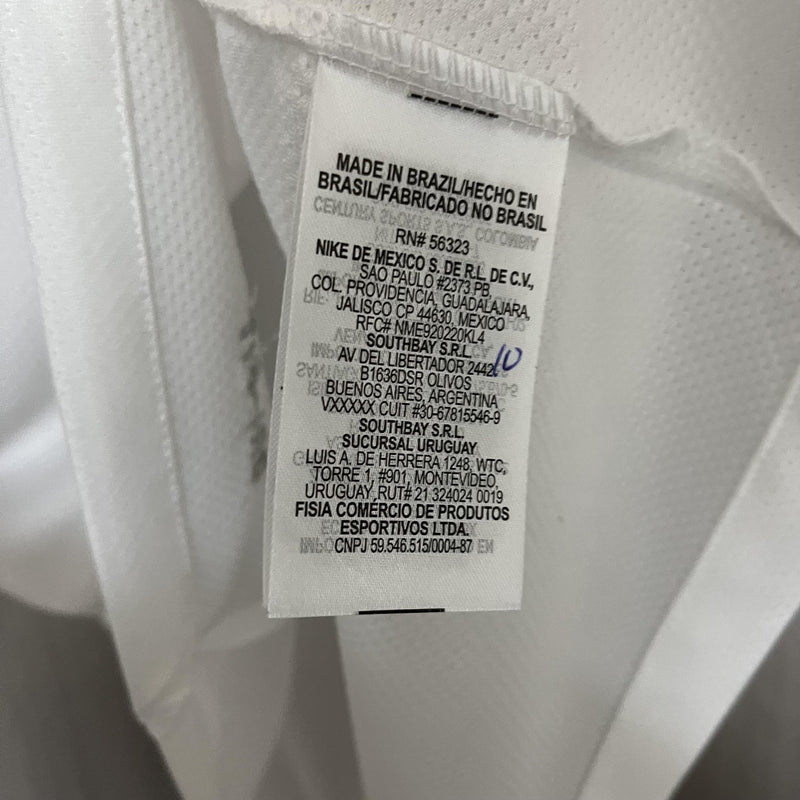 MADE IN BRAZIL/HECHO EN
BRASIL/FABRICADO NO BRASIL
RN# 56323
NIKE DE MEXICO S. DE R.L. DE C.V.,
SAO PAULO #2373 PB,
COL. PROVIDENCIA, GUADALAJARA,
JALISCO CP 44630, MEXICO
RFC# NME920220KL4
SOUTHBAY S.R.L.
AV DEL LIBERTADOR 2442 10
B1636DSR OLIVOS
BUENOS AIRES, ARGENTINA
VXXXXX CUIT #30-67815546-9
SOUTHBAY S.R.L.
SUCURSAL URUGUAY
LUIS A. DE HERRERA 1248, WTC,
TORRE 1, #901, MONTEVIDEO,
URUGUAY, RUT# 21 324024 0019
FISIA COMÉRCIO DE PRODUTOS
ESPORTIVOS LTDA.
CNPJ 59.546.515/0004-87